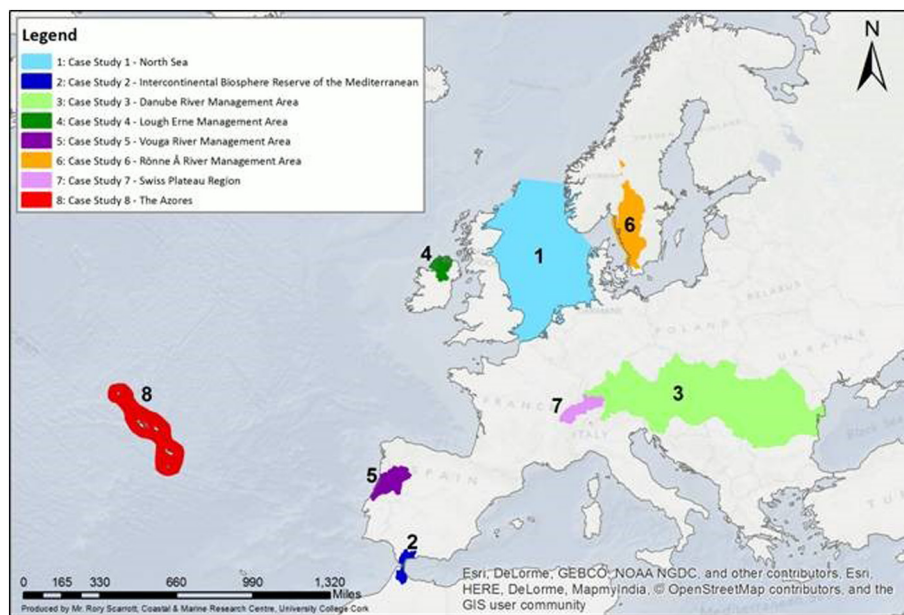 Legend
1: Case Study 1 - North Sea
2: Case Study 2 - Intercontinental Biosphere Reserve of the Mediterranean
3: Case Study 3 - Danube River Management Area
4: Case Study 4 - Lough Erne Management Area
5: Case Study 5 - Vouga River Management Area
6: Case Study 6 - Rönne Å River Management Area
7: Case Study 7 - Swiss Plateau Region
8: Case Study 8 - The Azores
N
SWEDEN
FINLAND
NORWAY
6
4
1
BELARUS
GERMANY
POLAND
UKRAINE
8
7
3
FRANCE
ITALY
Black Sea
5
SPAIN
TU
2
0 165 330 660 990 1,320
Miles
Esri, DeLorme, GEBCO, NOAA NGDC, and other contributors, Esri,
HERE, DeLorme, MapmyIndia, © OpenStreetMap contributors, and the
GIS user community
Mediterranean
Produced by Mr. Rory Scarrott, Coastal & Marine Research Centre, University College Cork